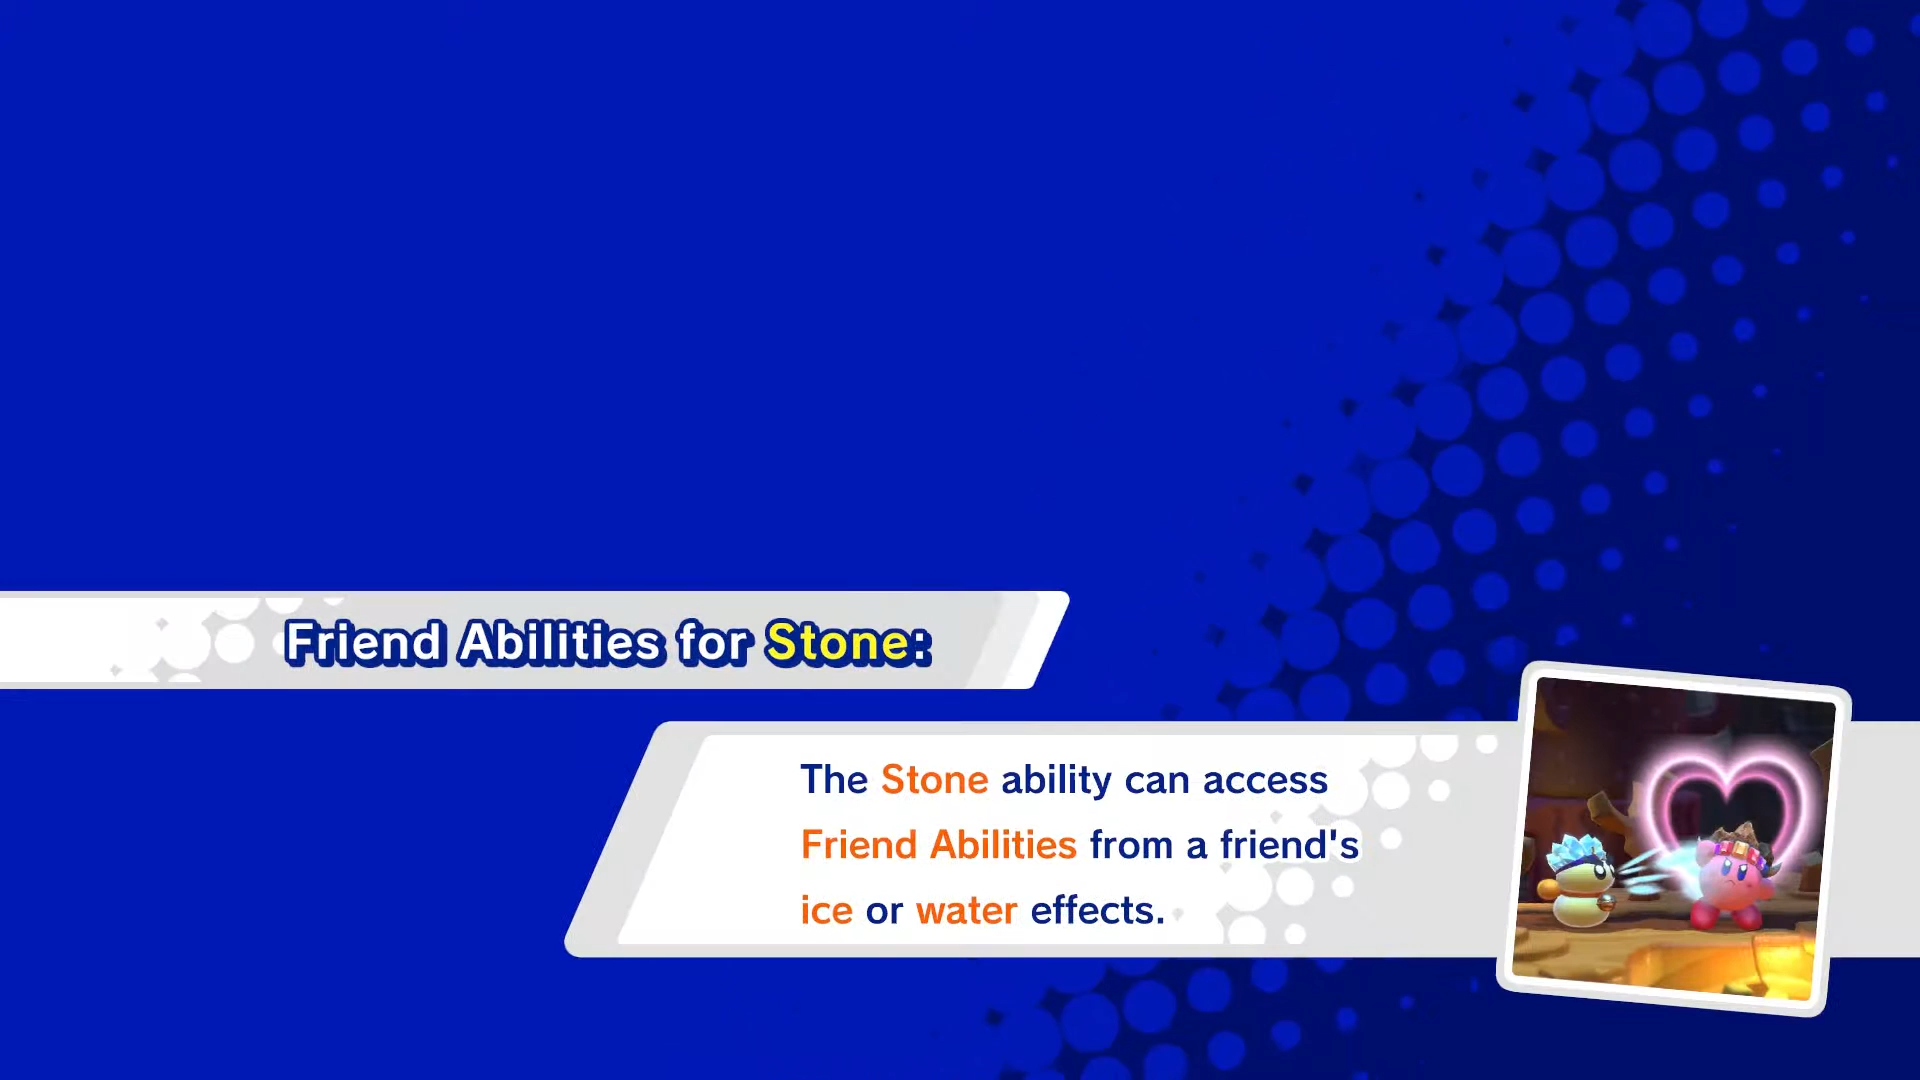 Friend Abilities for Stone:
The Stone ability can access
Friend Abilities from a friend's
ice or water effects.